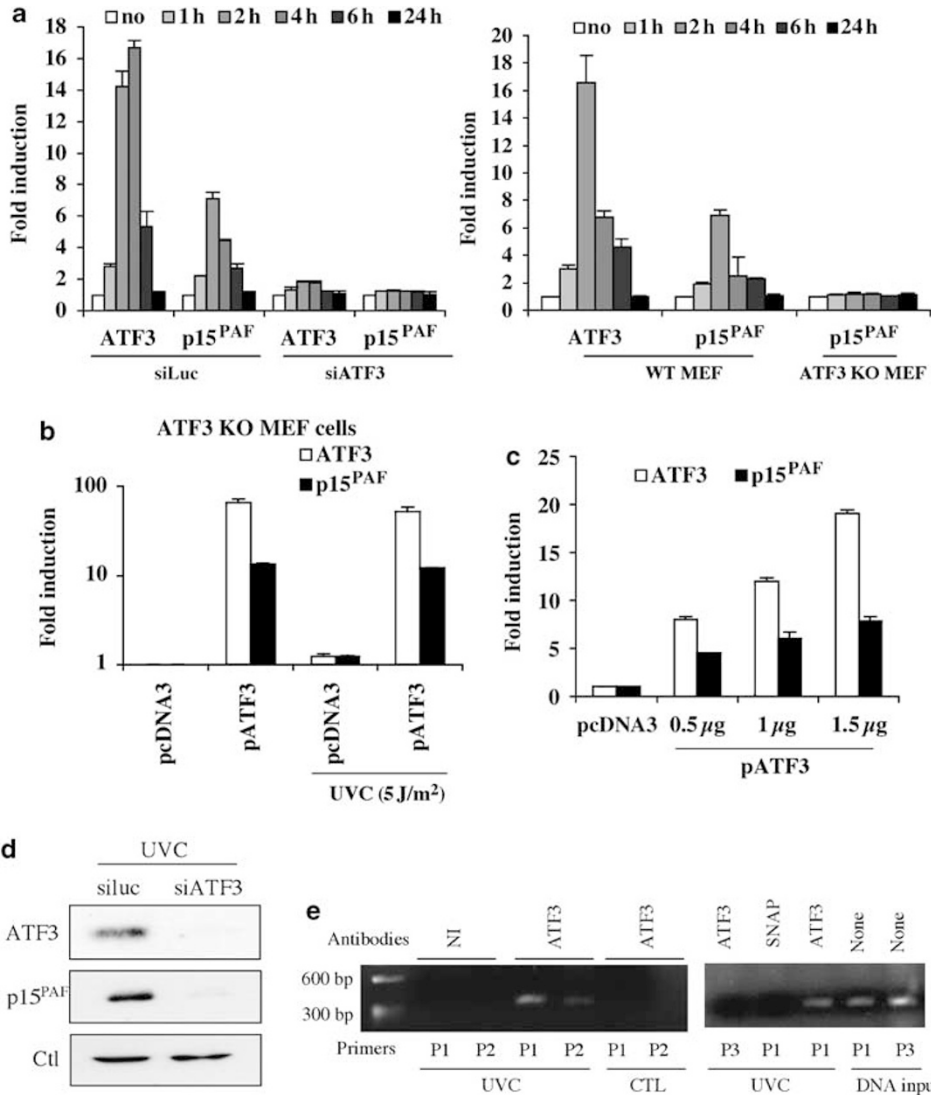 a
no 1 h 2 h 4 h 6 h 24 h
18
16
14
12
10
8
6
4
2
0
Fold induction
ATF3 p15PAF ATF3 p15PAF
siLuc siATF3
no 1 h 2 h 4 h 6 h 24 h
20
18
16
14
12
10
8
6
4
2
0
Fold induction
ATF3 p15PAF p15PAF
WT MEF ATF3 KO MEF
b
ATF3 KO MEF cells
ATF3
p15PAF
100
10
1
Fold induction
pcDNA3 pATF3 pcDNA3 pATF3
UVC (5 J/m²)
c
25
20
15
10
5
0
Fold induction
ATF3 p15PAF
pcDNA3 0.5 µg 1 µg 1.5 µg
pATF3
d
UVC
siluc siATF3
ATF3
p15PAF
Ctl
e
Antibodies NI ATF3 ATF3 ATF3 SNAP ATF3 None None
600 bp
300 bp
Primers P1 P2 P1 P2 P1 P2 P3 P1 P1 P1 P3
UVC CTL UVC DNA inpu